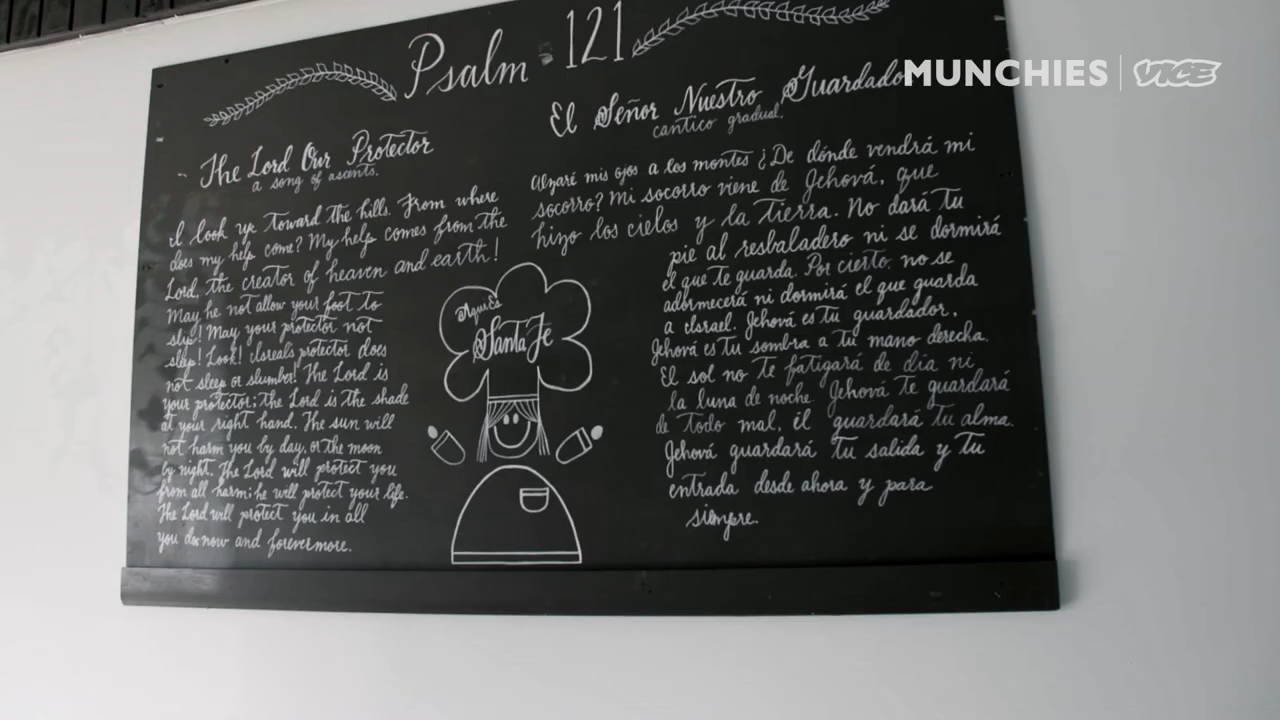 Psalm 121
MUNCHIES | VICE
The Lord Our Protector
a song of ascents.
I look up toward the hills. From where
does my help come? My help comes from the
Lord, the creator of heaven and earth!
May he not allow your foot to
slip! May your protector not
sleep! Look! Israel's protector does
not sleep or slumber! The Lord is
your protector; the Lord is the shade
at your right hand. The sun will
not harm you by day, or the moon
by night. The Lord will protect you
from all harm; he will protect your life.
The Lord will protect you in all
you do now and forevermore.
Aquí Es
Santa Fe
El Señor Nuestro Guardado
cantico gradual.
Alzaré mis ojos a los montes ¿De dónde vendrá mi
socorro? Mi socorro viene de Jehová, que
hizo los cielos y la tierra. No dará tu
pie al resbaladero ni se dormirá
el que te guarda. Por cierto, no se
adormecerá ni dormirá el que guarda
a Israel. Jehová es tu guardador,
Jehová es tu sombra a tu mano derecha.
El sol no te fatigará de día ni
la luna de noche. Jehová te guardará
de todo mal, él guardará tu alma.
Jehová guardará tu salida y tu
entrada desde ahora y para
siempre.